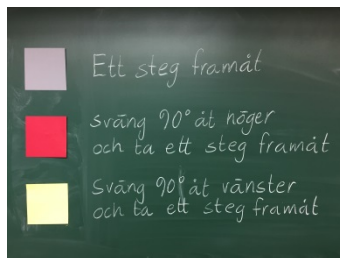 Ett steg framåt
Sväng 90° åt höger
och ta ett steg framåt
Sväng 90° åt vänster
och ta ett steg framåt